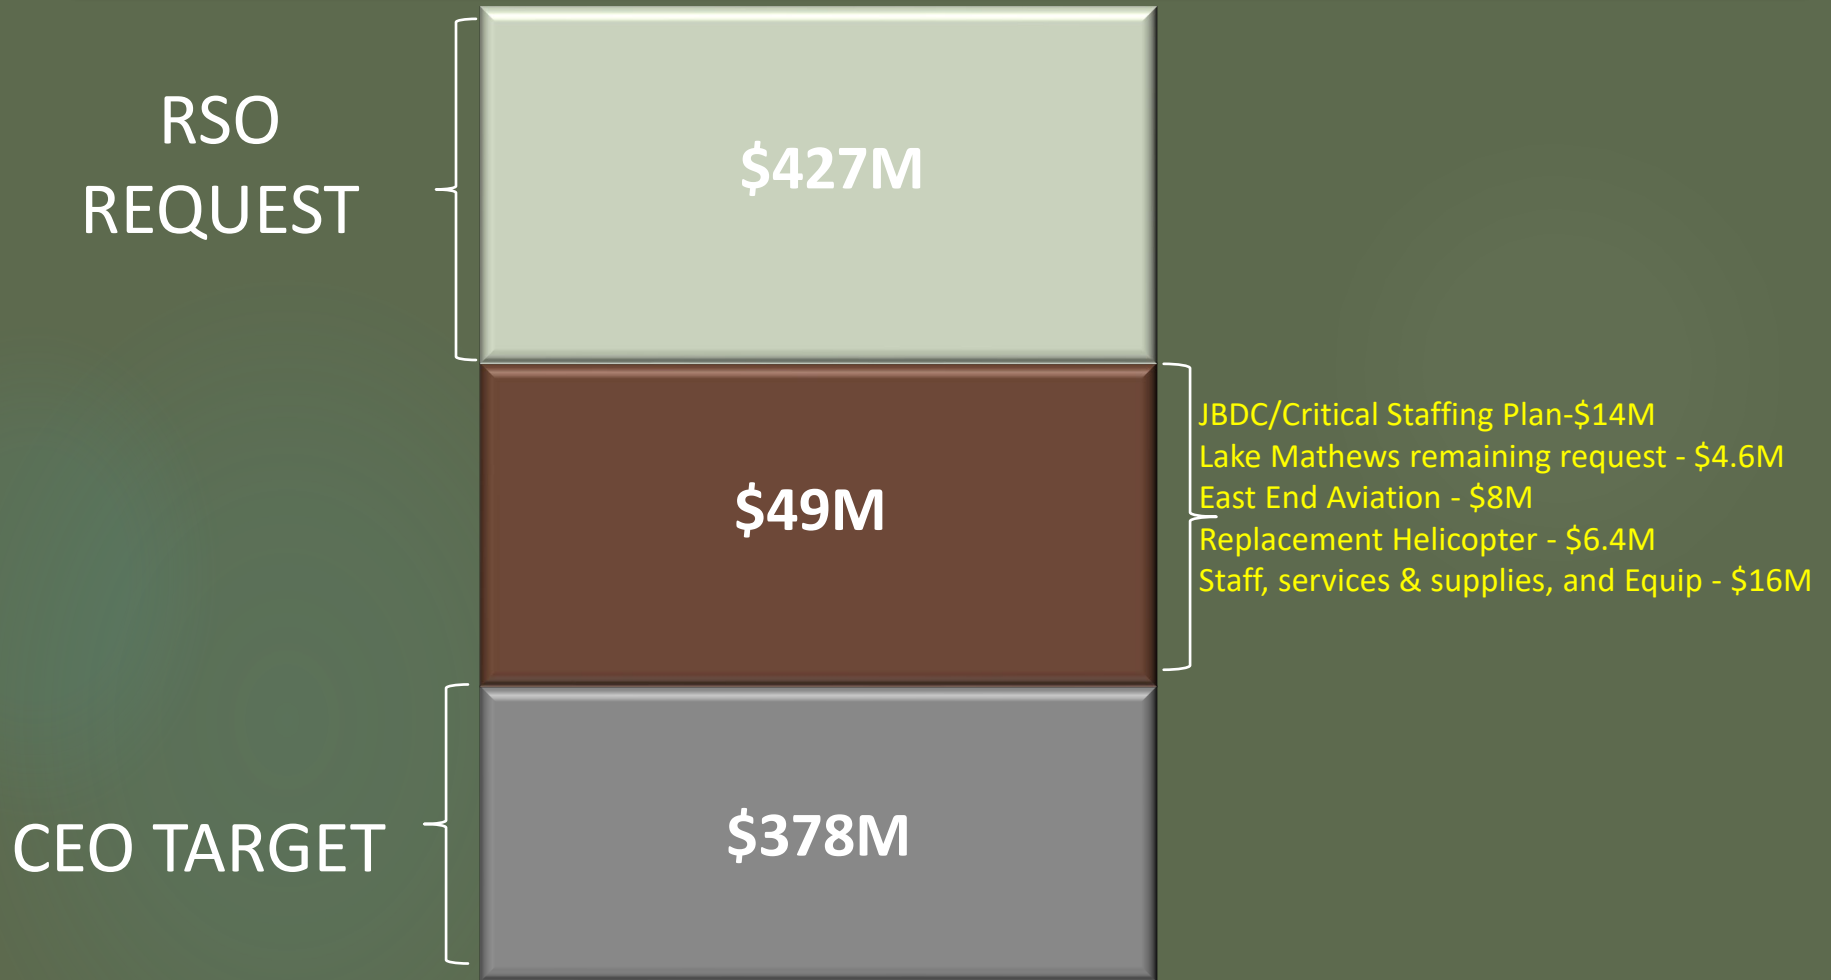 RSO
REQUEST
$427M
$49M
JBDC/Critical Staffing Plan-$14M
Lake Mathews remaining request - $4.6M
East End Aviation - $8M
Replacement Helicopter - $6.4M
Staff, services & supplies, and Equip - $16M
CEO TARGET
$378M